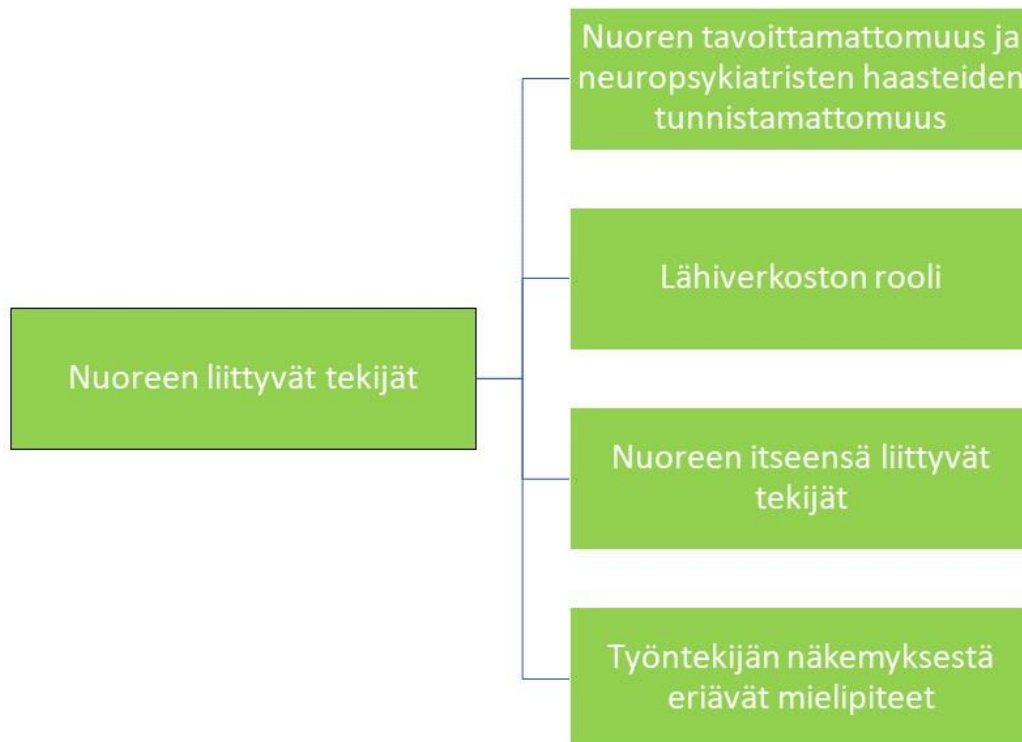 Nuoren tavoittamattomuus ja
neuropsykiatristen haasteiden
tunnistamattomuus
Lähiverkoston rooli
Nuoreen liittyvät tekijät
Nuoreen itseensä liittyvät
tekijät
Työntekijän näkemyksestä
eriävät mielipiteet